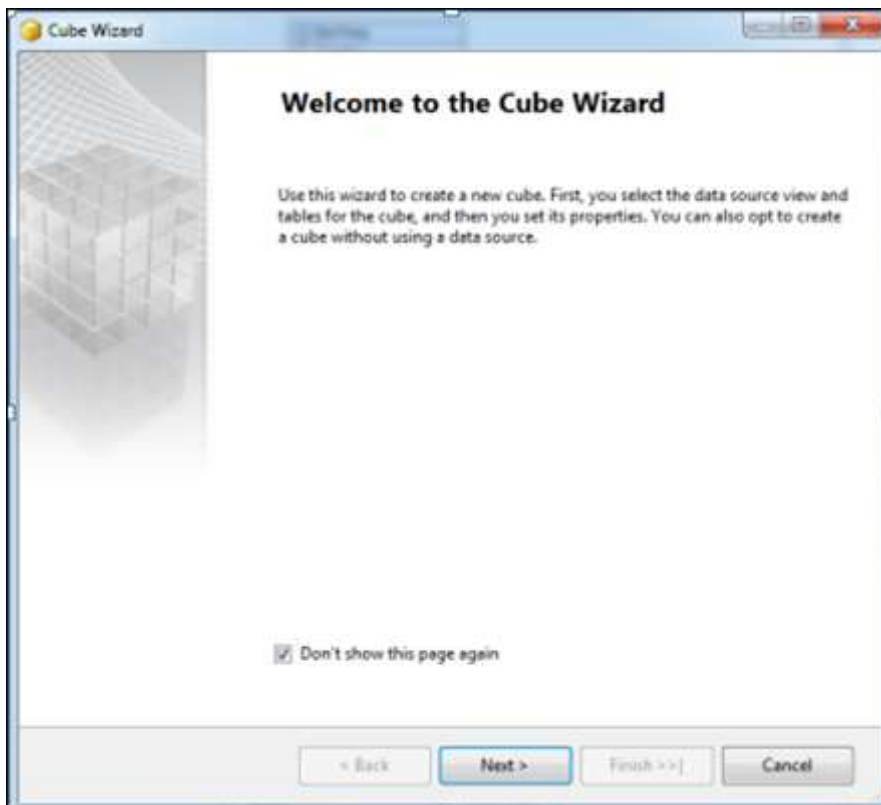 Cube Wizard
Welcome to the Cube Wizard
Use this wizard to create a new cube. First, you select the data source view and
tables for the cube, and then you set its properties. You can also opt to create
a cube without using a data source.
Don't show this page again
< Back
Next >
Finish >>|
Cancel